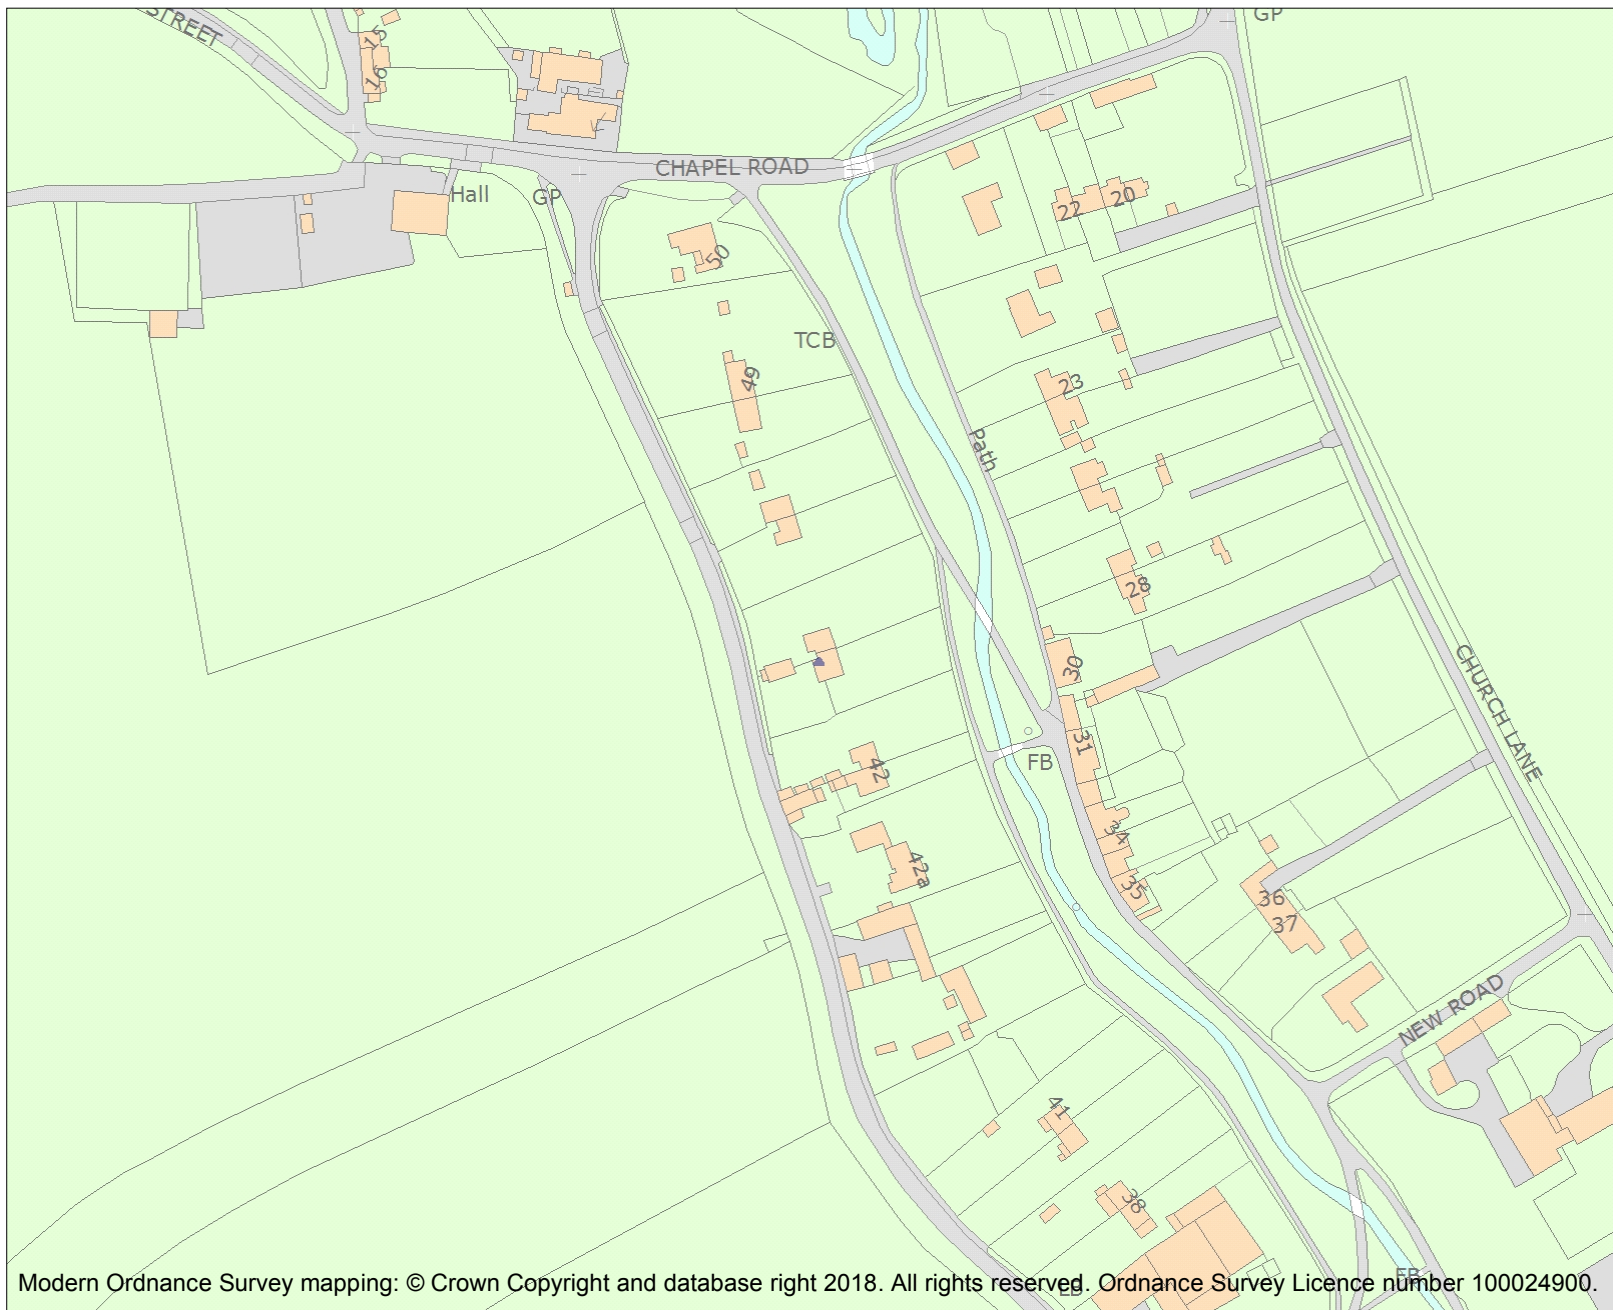 STREET
GP
15
16
CHAPEL ROAD
Hall
GP
22
20
50
TCB
49
23
Path
28
30
CHURCH LANE
31
FB
42
34
42a
35
36
37
NEW ROAD
41
38
FB
Modern Ordnance Survey mapping: © Crown Copyright and database right 2018. All rights reserved. Ordnance Survey Licence number 100024900.